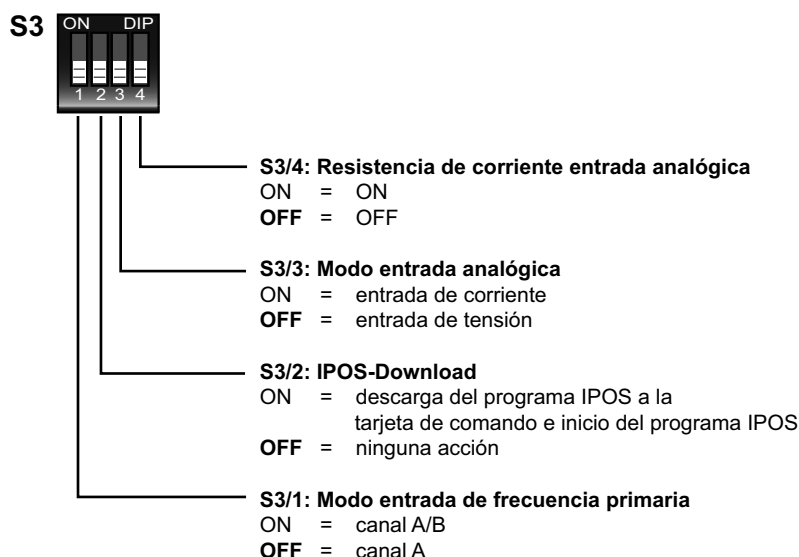 S3 ON DIP
1 2 3 4
S3/4: Resistencia de corriente entrada analógica
ON = ON
OFF = OFF
S3/3: Modo entrada analógica
ON = entrada de corriente
OFF = entrada de tensión
S3/2: IPOS-Download
ON = descarga del programa IPOS a la
tarjeta de comando e inicio del programa IPOS
OFF = ninguna acción
S3/1: Modo entrada de frecuencia primaria
ON = canal A/B
OFF = canal A